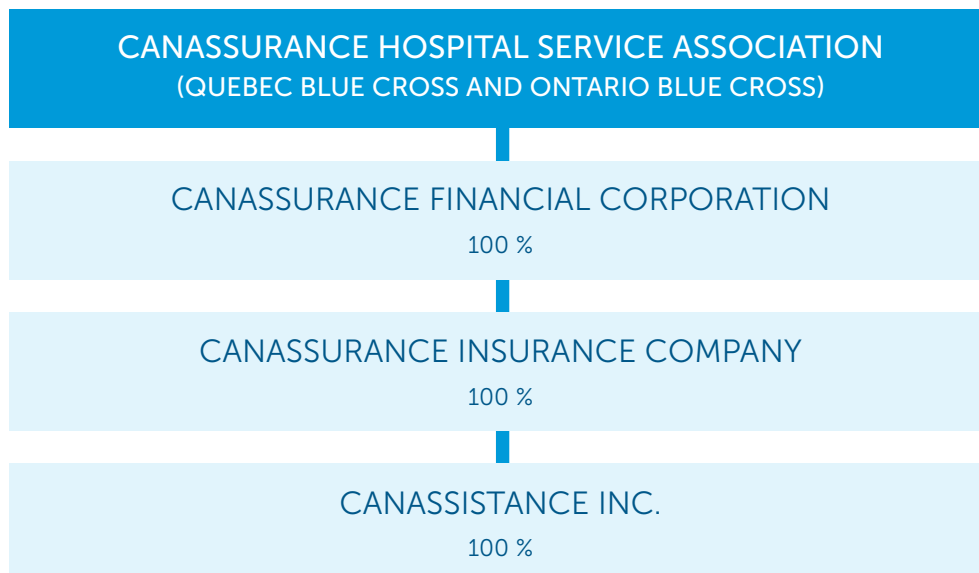 CANASSURANCE HOSPITAL SERVICE ASSOCIATION
(QUEBEC BLUE CROSS AND ONTARIO BLUE CROSS)
CANASSURANCE FINANCIAL CORPORATION
100 %
CANASSURANCE INSURANCE COMPANY
100 %
CANASSISTANCE INC.
100 %